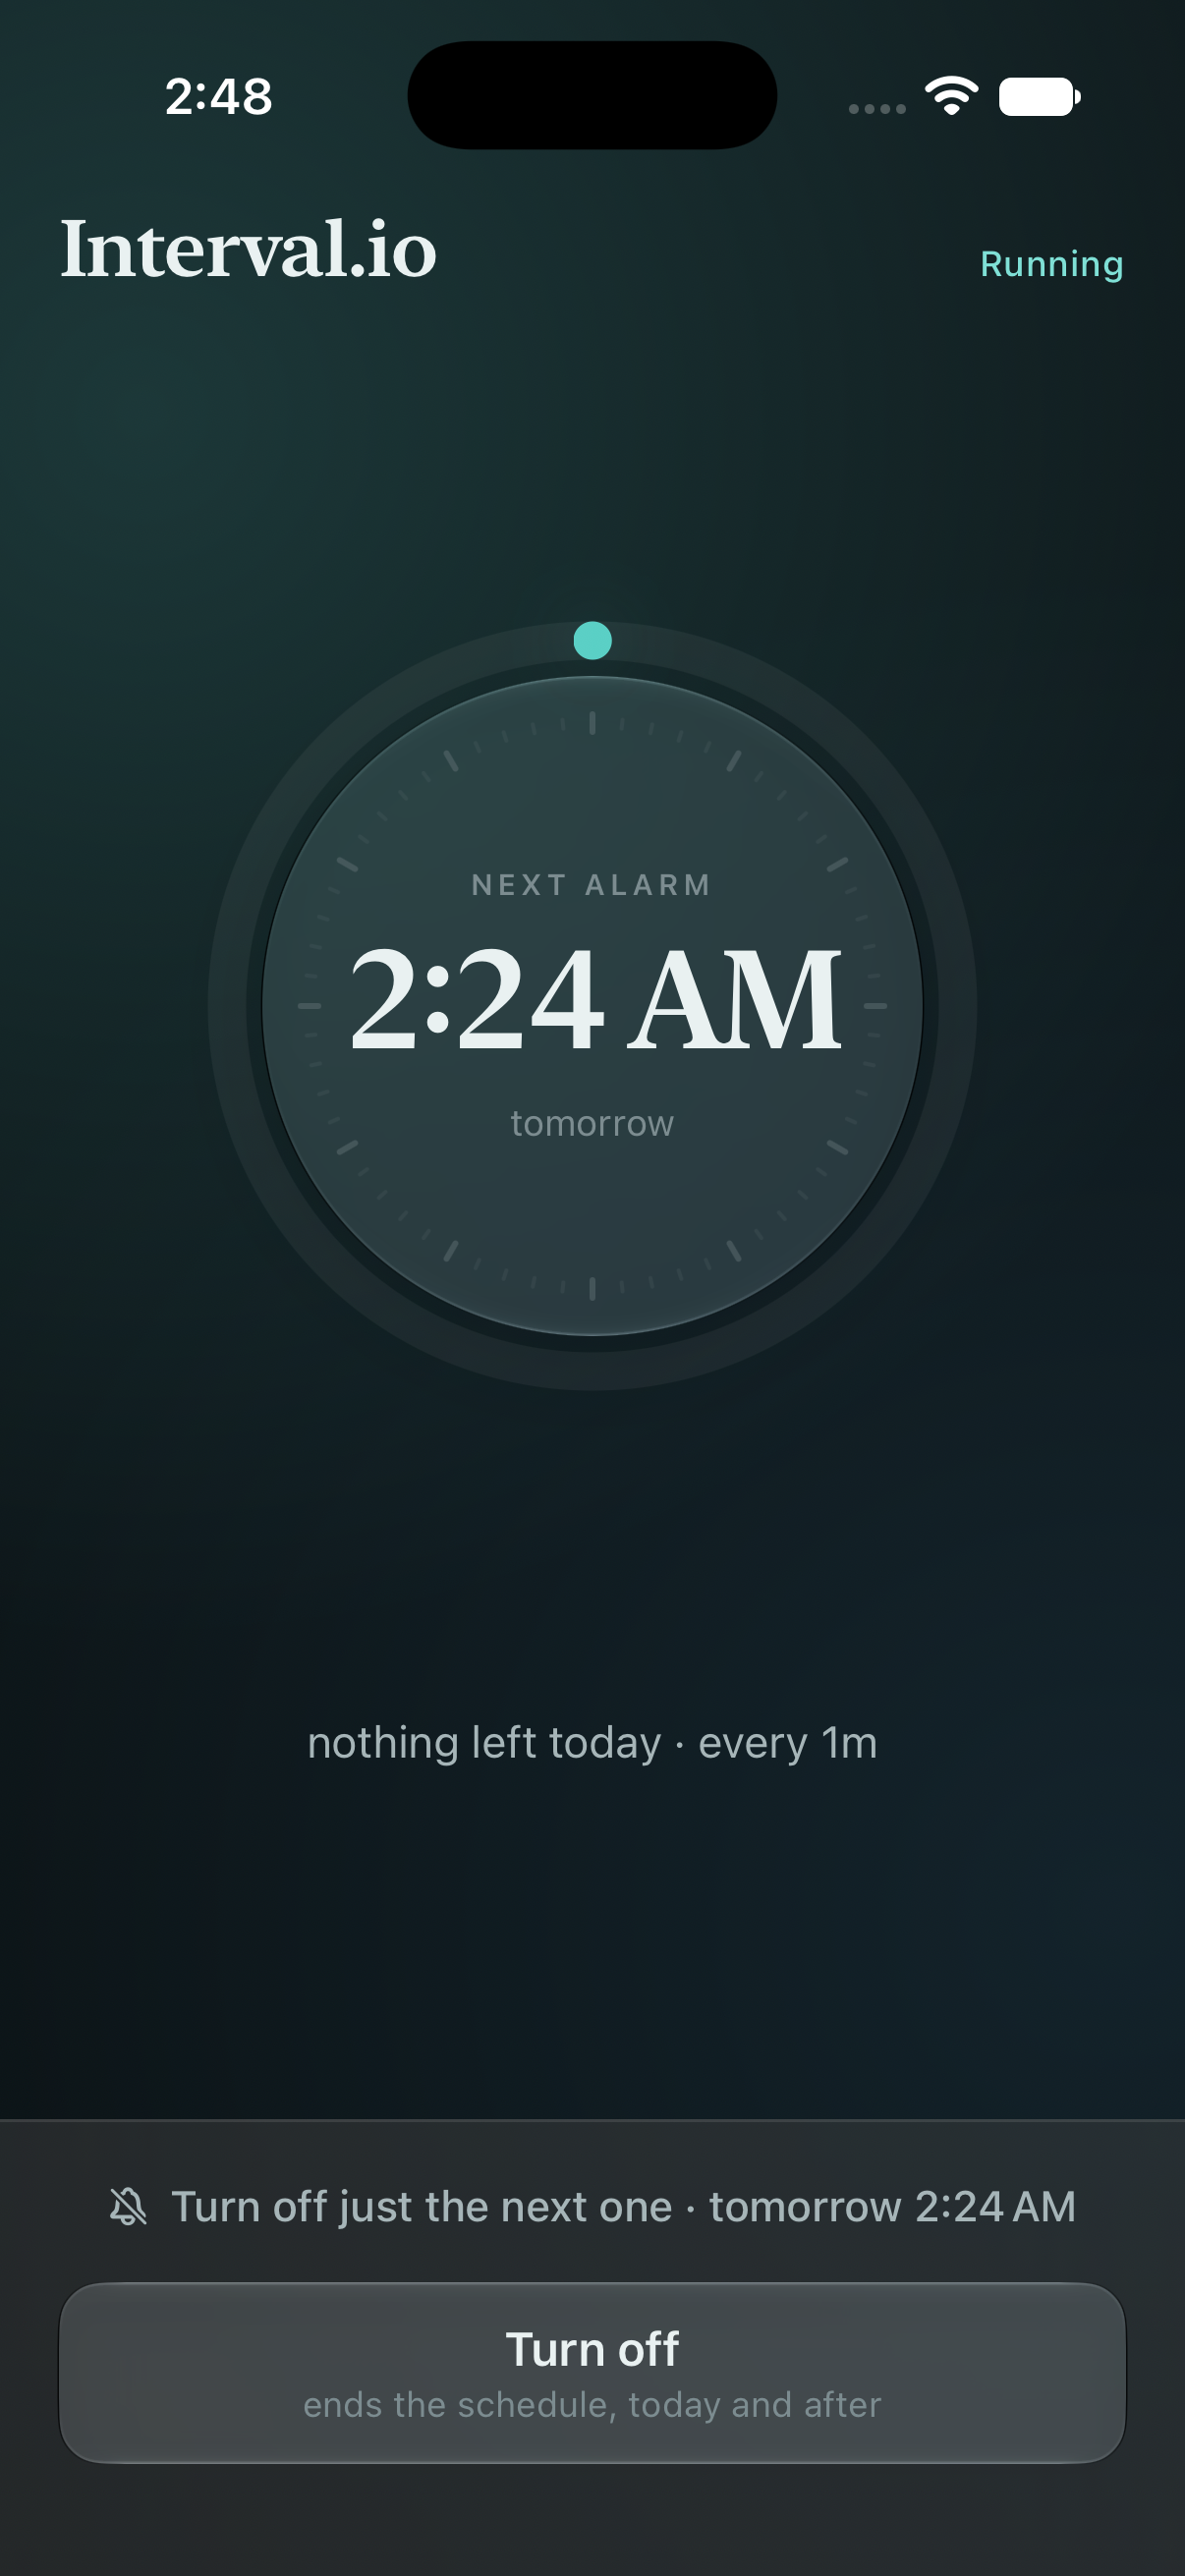 2:48
Interval.io
Running
NEXT ALARM
2:24 AM
tomorrow
nothing left today · every 1m
Turn off just the next one · tomorrow 2:24 AM
Turn off
ends the schedule, today and after